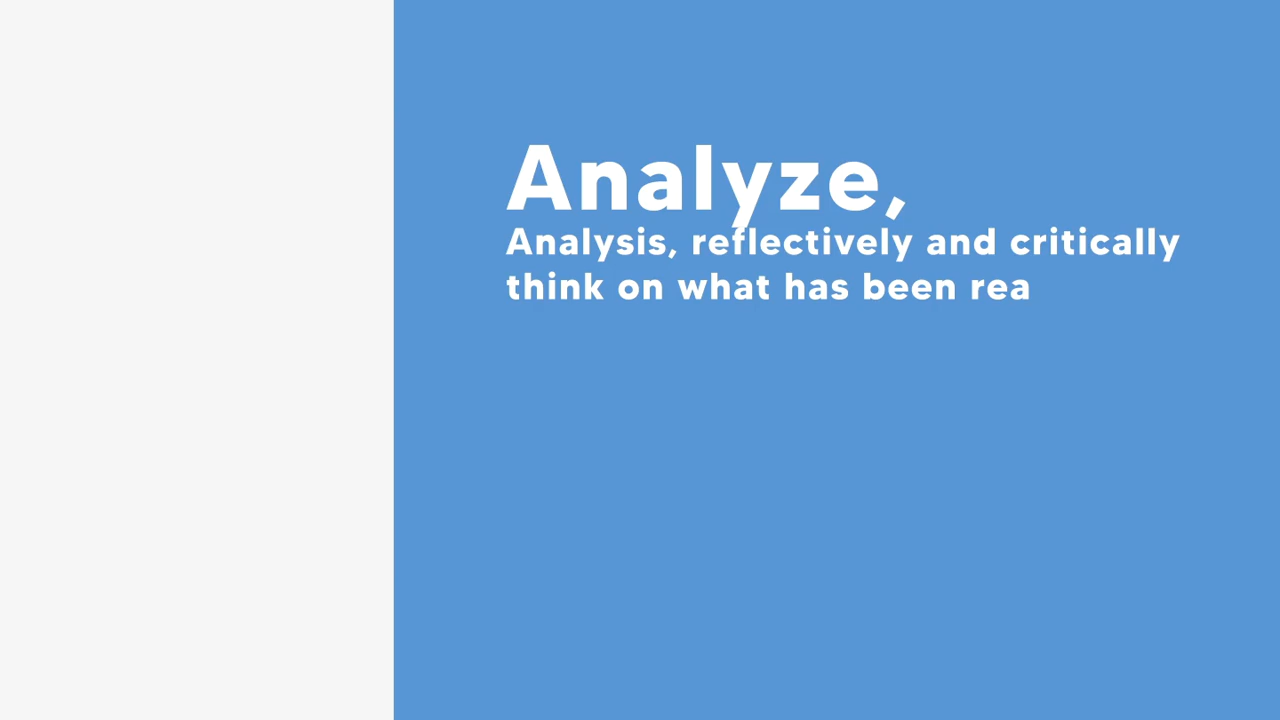 Analyze,
Analysis, reflectively and critically
think on what has been rea